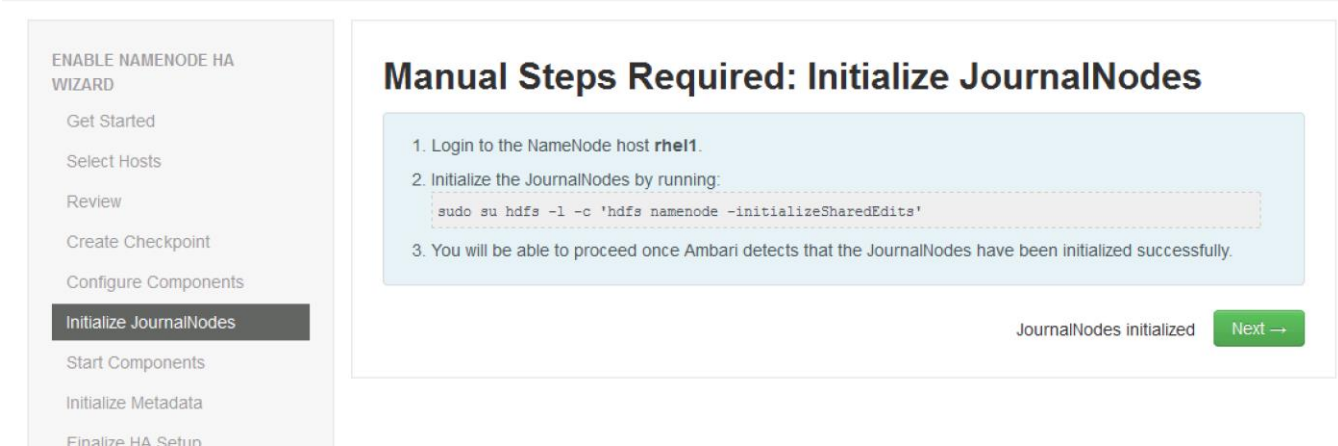 ENABLE NAMENODE HA
WIZARD
Get Started
Select Hosts
Review
Create Checkpoint
Configure Components
Initialize JournalNodes
Start Components
Initialize Metadata
Finalize HA Setup
Manual Steps Required: Initialize JournalNodes
1. Login to the NameNode host rhel1.
2. Initialize the JournalNodes by running:
sudo su hdfs -l -c 'hdfs namenode -initializeSharedEdits'
3. You will be able to proceed once Ambari detects that the JournalNodes have been initialized successfully.
JournalNodes initialized
Next →